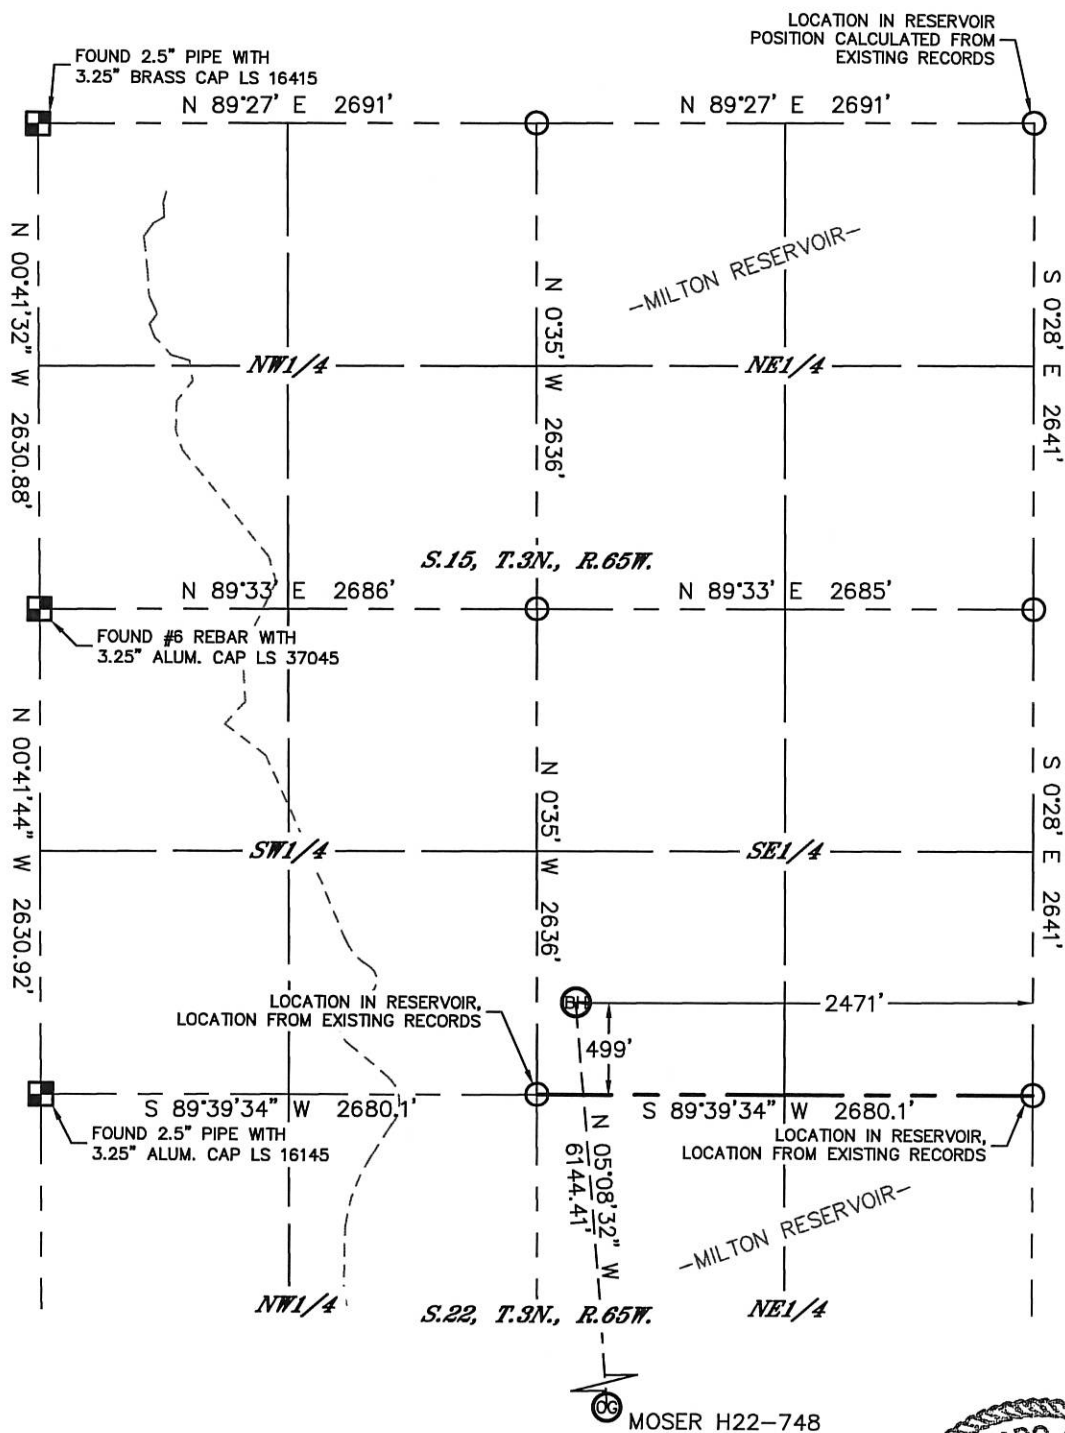 LOCATION IN RESERVOIR
POSITION CALCULATED FROM
EXISTING RECORDS
FOUND 2.5" PIPE WITH
3.25" BRASS CAP LS 16415
N 89°27' E 2691'
N 89°27' E 2691'
N 00°41'32" W 2630.88'
N 0°35' W 2636'
S 0°28' E 2641'
-MILTON RESERVOIR-
NW1/4
NE1/4
S.15, T.3N., R.65W.
N 89°33' E 2686'
N 89°33' E 2685'
FOUND #6 REBAR WITH
3.25" ALUM. CAP LS 37045
N 00°41'44" W 2630.92'
N 0°35' W 2636'
S 0°28' E 2641'
SW1/4
SE1/4
BH
2471'
499'
LOCATION IN RESERVOIR,
LOCATION FROM EXISTING RECORDS
S 89°39'34" W 2680.1'
S 89°39'34" W 2680.1'
FOUND 2.5" PIPE WITH
3.25" ALUM. CAP LS 16145
LOCATION IN RESERVOIR,
LOCATION FROM EXISTING RECORDS
N 05°08'32" W
6144.41'
-MILTON RESERVOIR-
NW1/4
S.22, T.3N., R.65W.
NE1/4
OG
MOSER H22-748